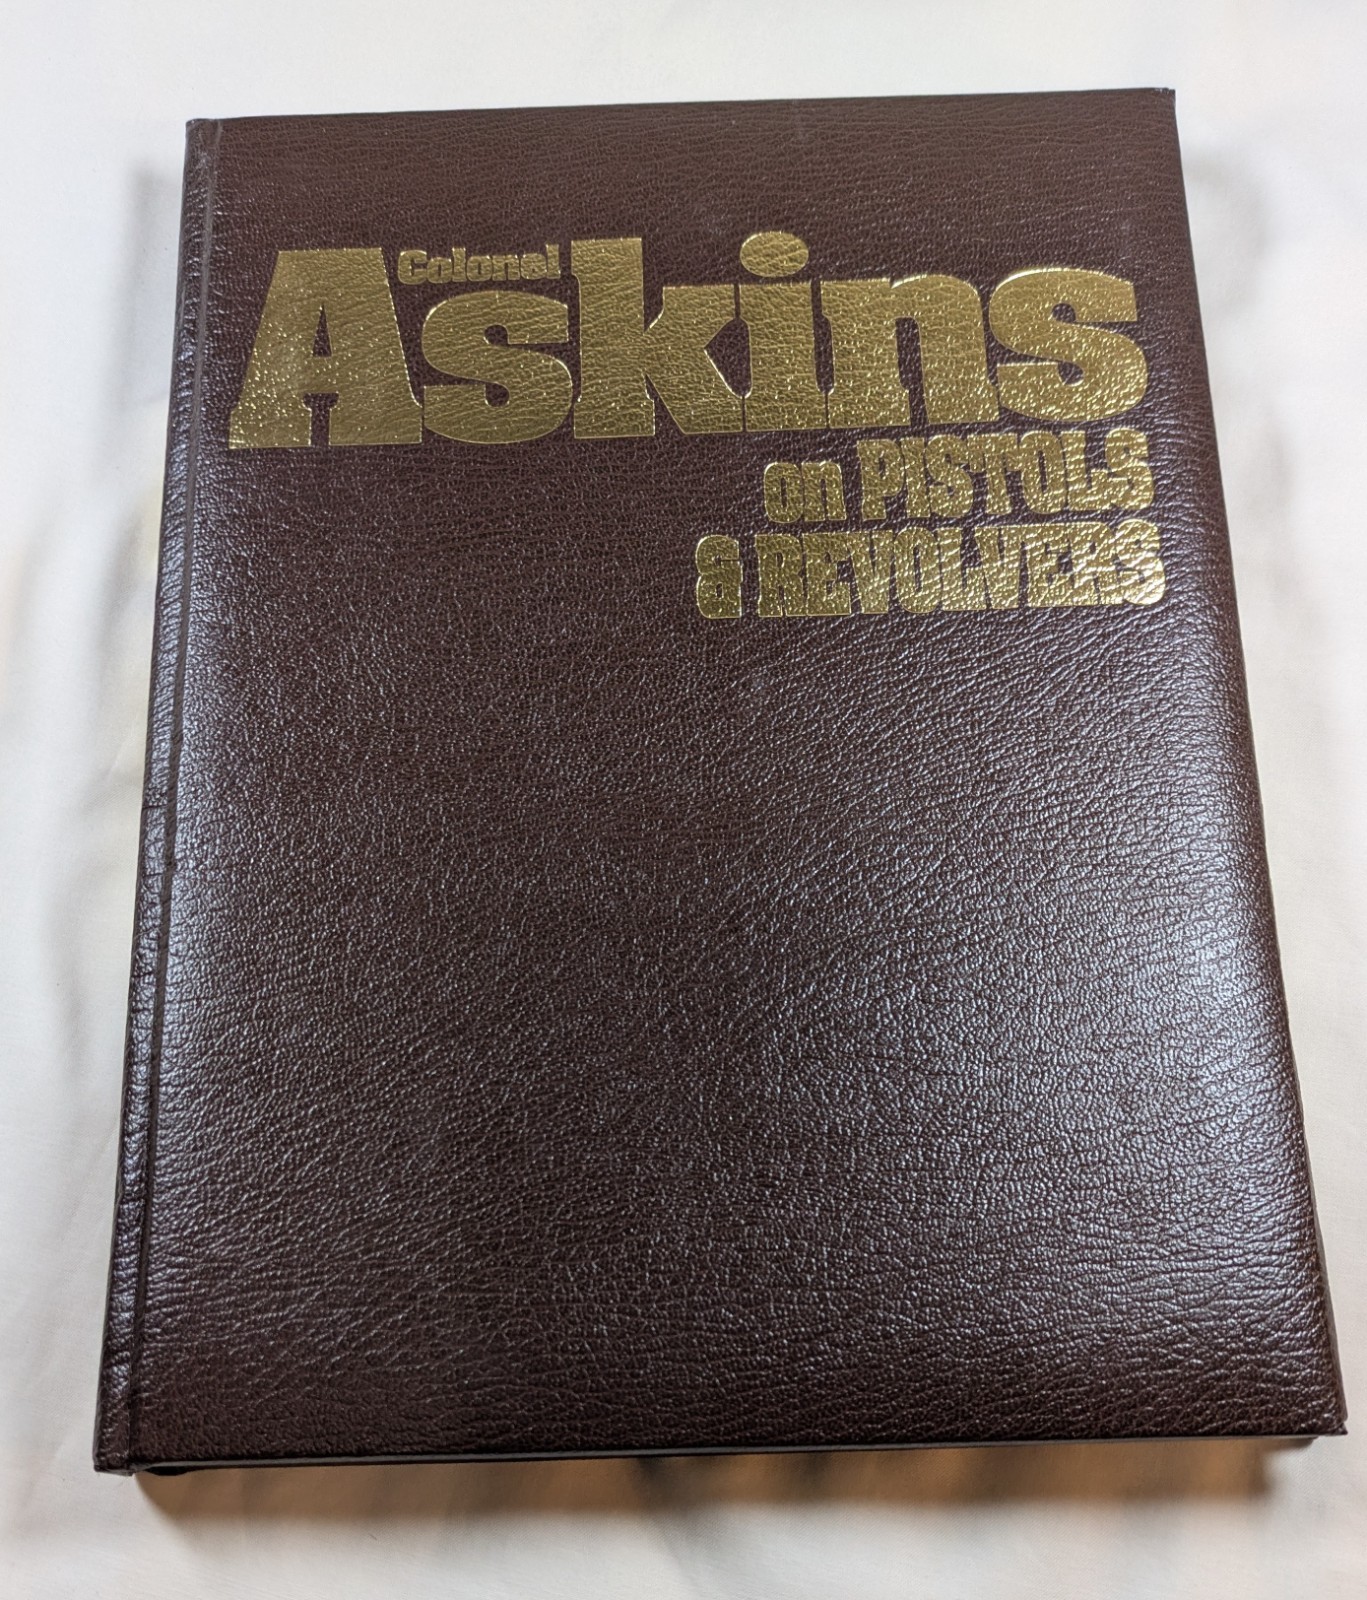 Colonel
Askins
on PISTOLS
& REVOLVERS